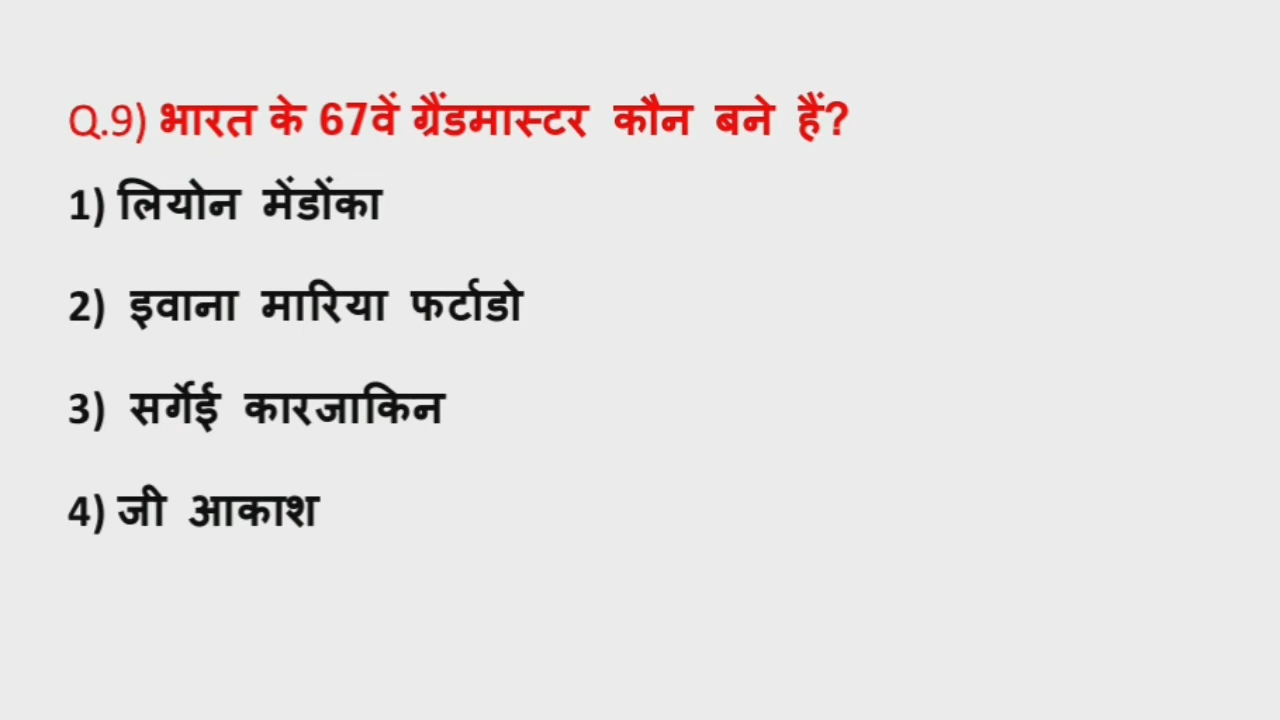 Q.9) भारत के 67वें ग्रैंडमास्टर कौन बने हैं?
1) लियोन मेंडोंका
2) इवाना मारिया फर्टाडो
3) सर्गेई कारजाकिन
4) जी आकाश